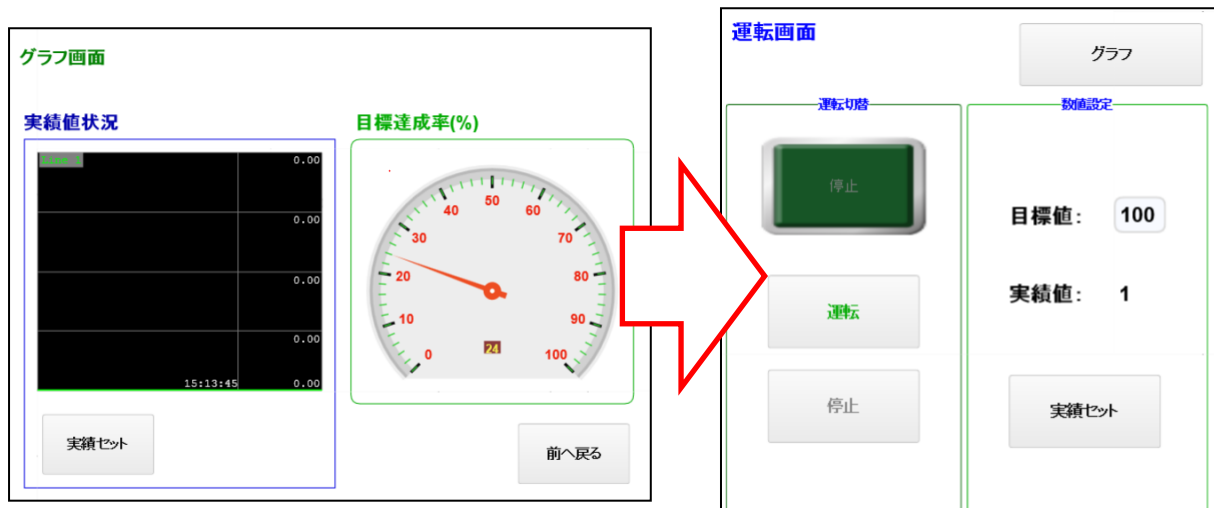 グラフ画面
実績値状況
Line 1
0.00
0.00
0.00
0.00
15:13:45 0.00
実績セット
目標達成率(%)
0
10
20
30
40
50
60
70
80
90
100
24
前へ戻る
運転画面
グラフ
運転切替
停止
運転
停止
数値設定
目標値: 100
実績値: 1
実績セット